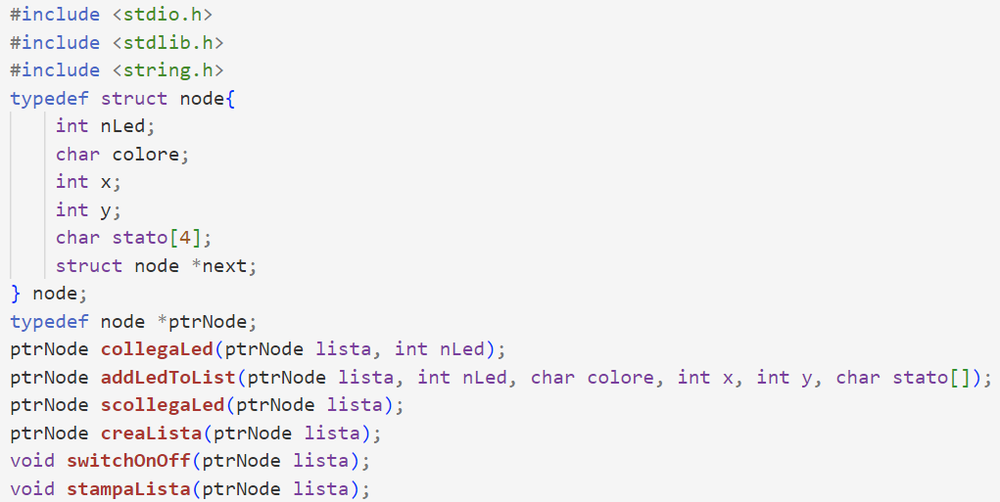 #include <stdio.h>
#include <stdlib.h>
#include <string.h>
typedef struct node{
    int nLed;
    char colore;
    int x;
    int y;
    char stato[4];
    struct node *next;
} node;
typedef node *ptrNode;
ptrNode collegaLed(ptrNode lista, int nLed);
ptrNode addLedToList(ptrNode lista, int nLed, char colore, int x, int y, char stato[]);
ptrNode scollegaLed(ptrNode lista);
ptrNode creaLista(ptrNode lista);
void switchOnOff(ptrNode lista);
void stampaLista(ptrNode lista);